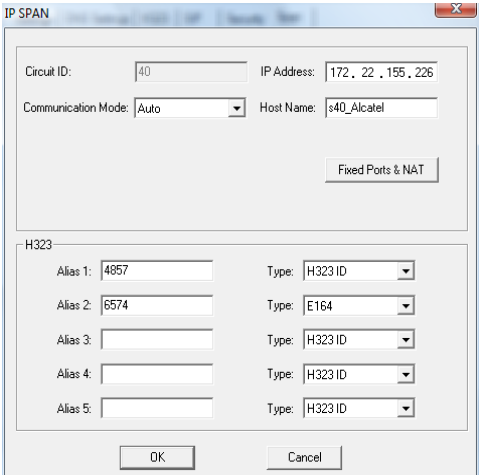 IP SPAN
Circuit ID: 40 IP Address: 172 . 22 . 155 . 226
Communication Mode: Auto Host Name: s40_Alcatel
Fixed Ports & NAT
H323
Alias 1: 4857 Type: H323 ID
Alias 2: 6574 Type: E164
Alias 3: Type: H323 ID
Alias 4: Type: H323 ID
Alias 5: Type: H323 ID
OK Cancel